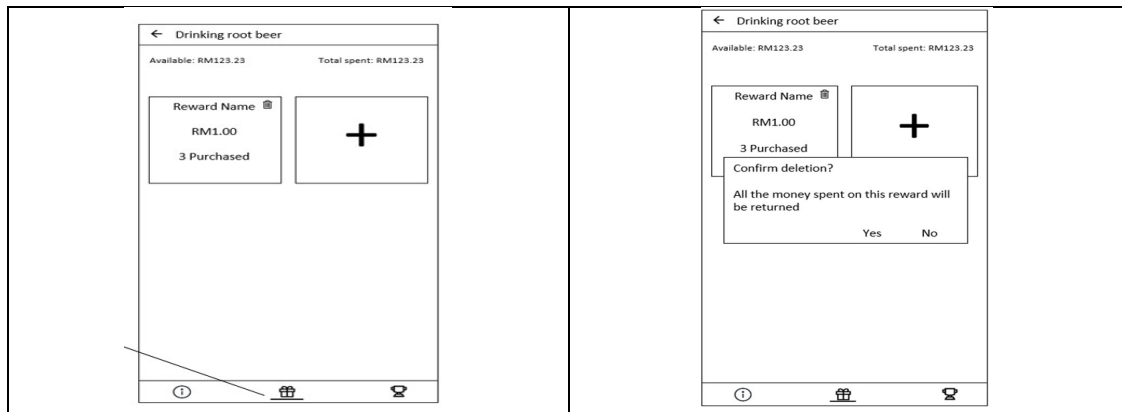 ← Drinking root beer
Available: RM123.23 Total spent: RM123.23
Reward Name
RM1.00
3 Purchased
+
← Drinking root beer
Available: RM123.23 Total spent: RM123.23
Reward Name
RM1.00
3 Purchased
+
Confirm deletion?
All the money spent on this reward will
be returned
Yes No